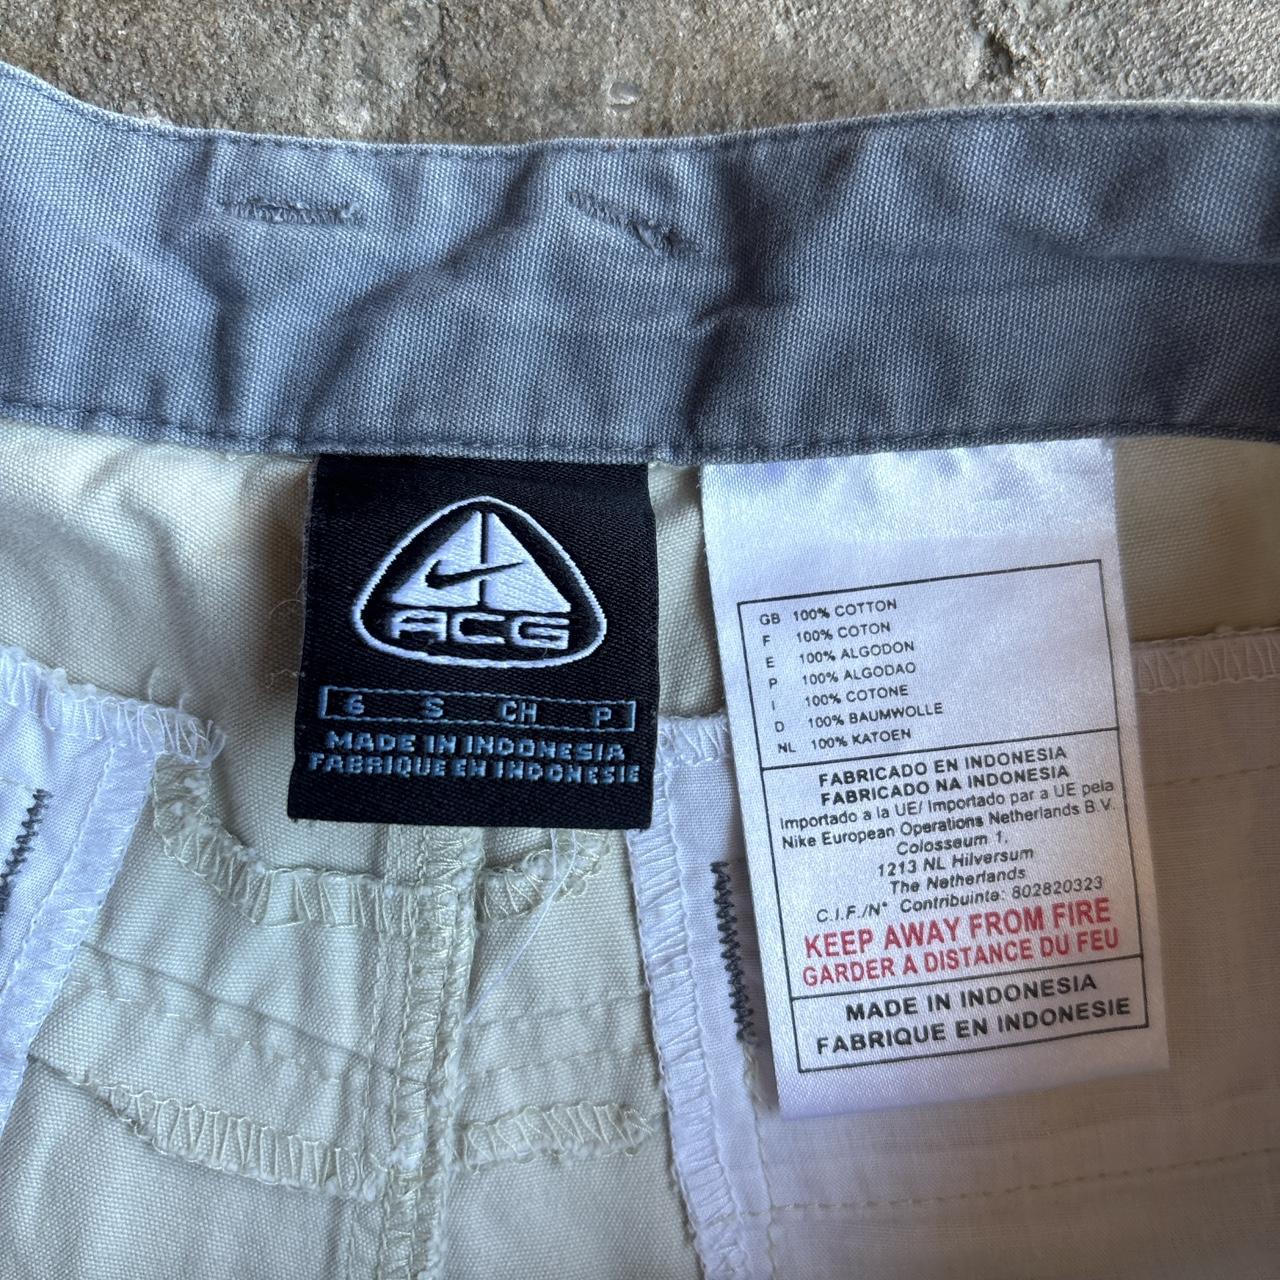 ACG
6 S CH P
MADE IN INDONESIA
FABRIQUE EN INDONESIE
GB 100% COTTON
F 100% COTON
E 100% ALGODON
P 100% ALGODAO
I 100% COTONE
D 100% BAUMWOLLE
NL 100% KATOEN
FABRICADO EN INDONESIA
FABRICADO NA INDONESIA
Importado a la UE/ Importado par a UE pela
Nike European Operations Netherlands B.V.
Colosseum 1,
1213 NL Hilversum
The Netherlands
C.I.F./N° Contribuinte: 802820323
KEEP AWAY FROM FIRE
GARDER A DISTANCE DU FEU
MADE IN INDONESIA
FABRIQUE EN INDONESIE